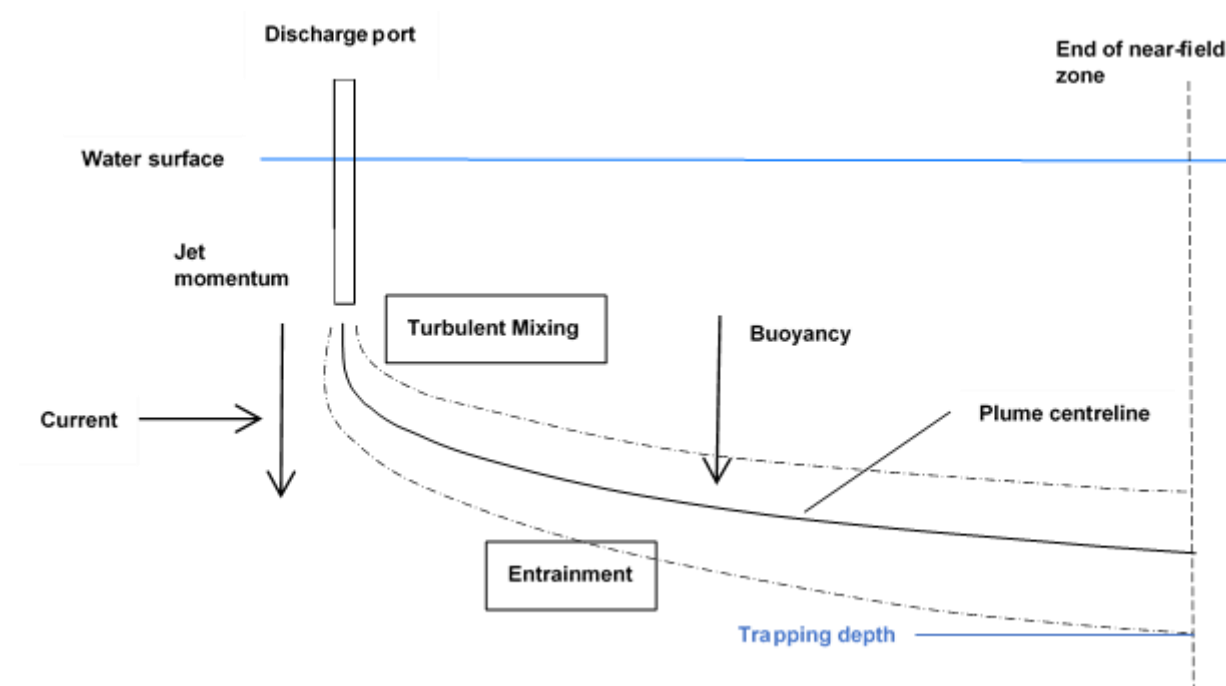 Discharge port
End of near-field
zone
Water surface
Jet
momentum
Turbulent Mixing
Buoyancy
Current
Plume centreline
Entrainment
Trapping depth